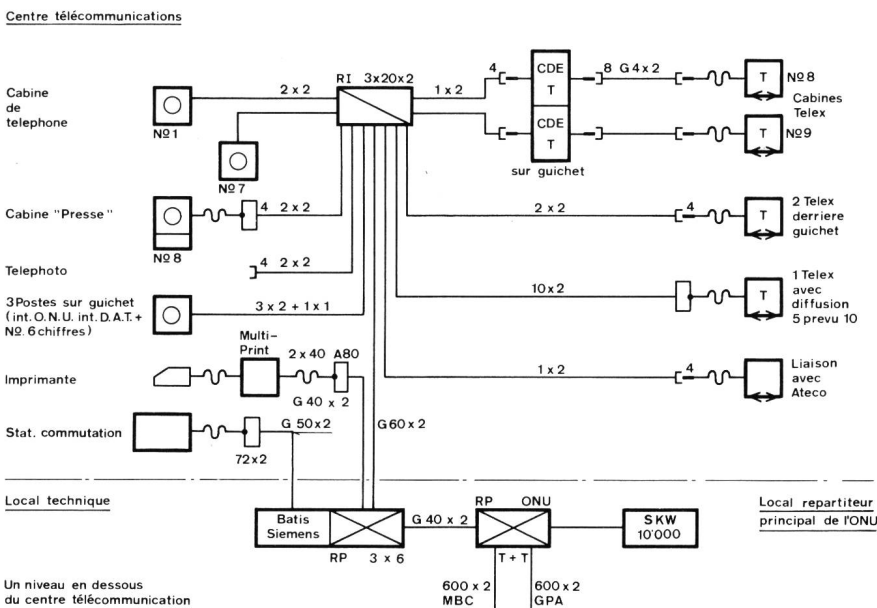 Centre télécommunications
RI 3x20x2
Cabine
de
telephone
Nº1
2 x 2
Nº7
1 x 2
4
CDE
T
8 G4x2
T
Nº8
Cabines
Telex
CDE
T
T
Nº9
sur guichet
Cabine "Presse"
Nº8
4 2 x 2
2 x 2
4
T
2 Telex
derriere
guichet
Telephoto
4 2 x 2
3Postes sur guichet
(int. O.N.U. int. D.A.T. +
Nº. 6 chiffres)
3 x 2 + 1 x 1
10 x 2
T
1 Telex
avec
diffusion
5 prevu 10
Imprimante
Multi-
Print
2 x 40
A80
G 40 x 2
1 x 2
4
Liaison
avec
Ateco
Stat. commutation
72 x 2
G 50x2
G60 x 2
Local technique
Batis
Siemens
RP 3 x 6
G 40 x 2
RP ONU
T + T
SKW
10'000
Local repartiteur
principal de l'ONU
Un niveau en dessous
du centre télécommunication
600 x 2
MBC
600 x 2
GPA